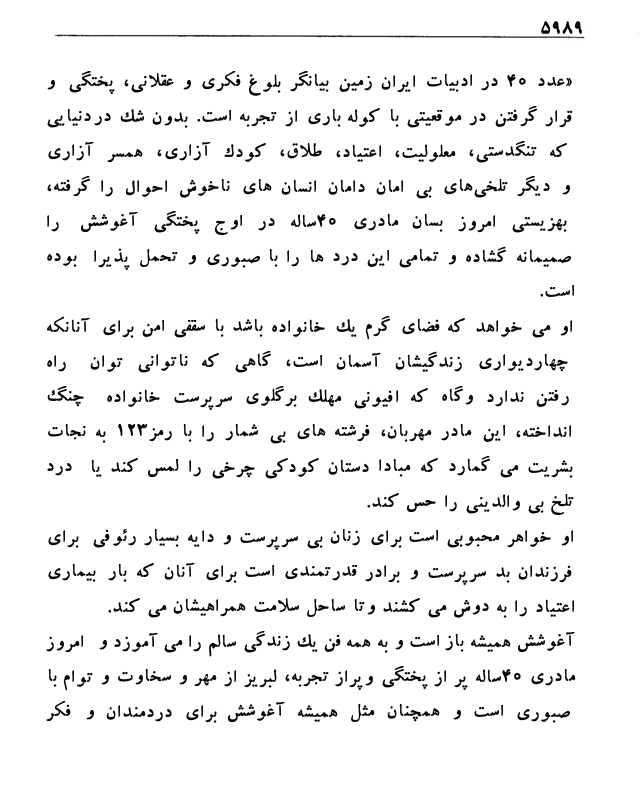 ۵۹۸۹
«عدد ۴۰ در ادبیات ایران زمین بیانگر بلوغ فکری و عقلانی، پختگی و
قرار گرفتن در موقعیتی با کوله باری از تجربه است. بدون شك در دنیایی
که تنگدستی، معلولیت، اعتیاد، طلاق، کودك آزاری، همسر آزاری
و دیگر تلخی‌های بی امان دامان انسان های ناخوش احوال را گرفته،
بهزیستی امروز بسان مادری ۴۰ساله در اوج پختگی آغوشش را
صمیمانه گشاده و تمامی این درد ها را با صبوری و تحمل پذیرا بوده
است.
او می خواهد که فضای گرم یك خانواده باشد با سقفی امن برای آنانکه
چهاردیواری زندگیشان آسمان است، گاهی که ناتوانی توان راه
رفتن ندارد وگاه که افیونی مهلك برگلوی سرپرست خانواده چنگ
انداخته، این مادر مهربان، فرشته های بی شمار را با رمز۱۲۳ به نجات
بشریت می گمارد که مبادا دستان کودکی چرخی را لمس کند یا درد
تلخ بی والدینی را حس کند.
او خواهر محبوبی است برای زنان بی سرپرست و دایه بسیار رئوفی برای
فرزندان بد سرپرست و برادر قدرتمندی است برای آنان که بار بیماری
اعتیاد را به دوش می کشند وتا ساحل سلامت همراهیشان می کند.
آغوشش همیشه باز است و به همه فن یك زندگی سالم را می آموزد و امروز
مادری ۴۰ساله پر از پختگی وپراز تجربه، لبریز از مهر و سخاوت و توام با
صبوری است و همچنان مثل همیشه آغوشش برای دردمندان و فکر